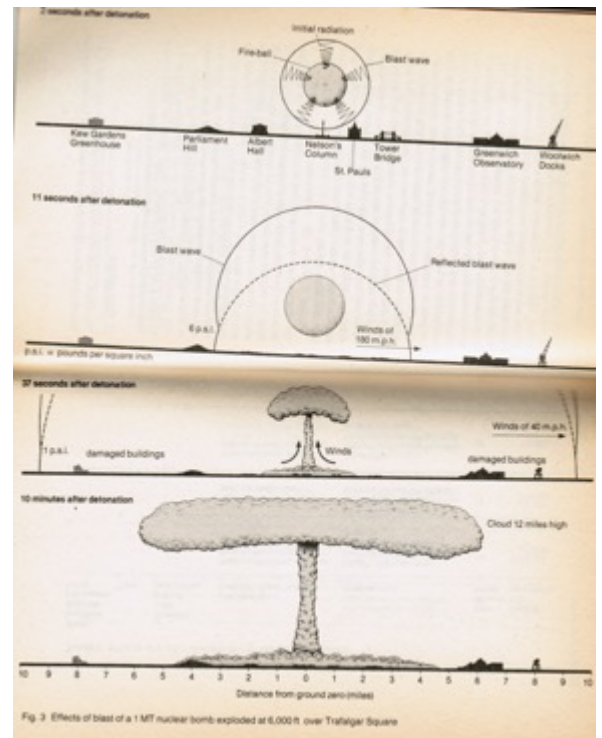 2 seconds after detonation
Initial radiation
Fire-ball
Blast wave
Kew Gardens
Greenhouse
Parliament
Hill
Albert
Hall
Nelson's
Column
St. Pauls
Tower
Bridge
Greenwich
Observatory
Woolwich
Docks
11 seconds after detonation
Blast wave
Reflected blast wave
6 p.s.i.
Winds of
180 m.p.h.
p.s.i. = pounds per square inch
37 seconds after detonation
1 p.s.i.
damaged buildings
Winds
Winds of 40 m.p.h.
damaged buildings
10 minutes after detonation
Cloud 12 miles high
10 9 8 7 6 5 4 3 2 1 0 1 2 3 4 5 6 7 8 9 10
Distance from ground zero (miles)
Fig. 3 Effects of blast of a 1 MT nuclear bomb exploded at 6,000 ft over Trafalgar Square